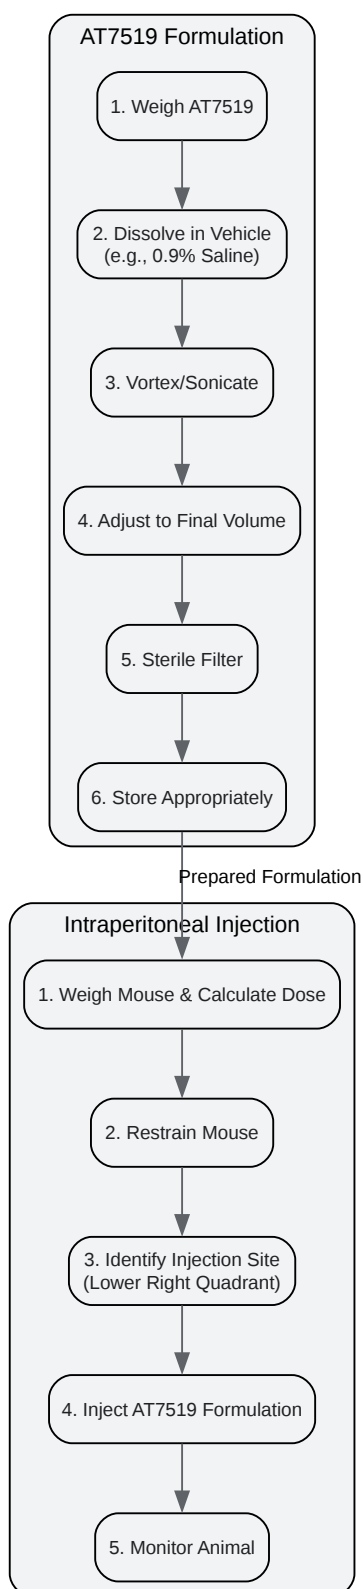 AT7519 Formulation
1. Weigh AT7519
2. Dissolve in Vehicle
(e.g., 0.9% Saline)
3. Vortex/Sonicate
4. Adjust to Final Volume
5. Sterile Filter
6. Store Appropriately
Prepared Formulation
Intraperitoneal Injection
1. Weigh Mouse & Calculate Dose
2. Restrain Mouse
3. Identify Injection Site
(Lower Right Quadrant)
4. Inject AT7519 Formulation
5. Monitor Animal